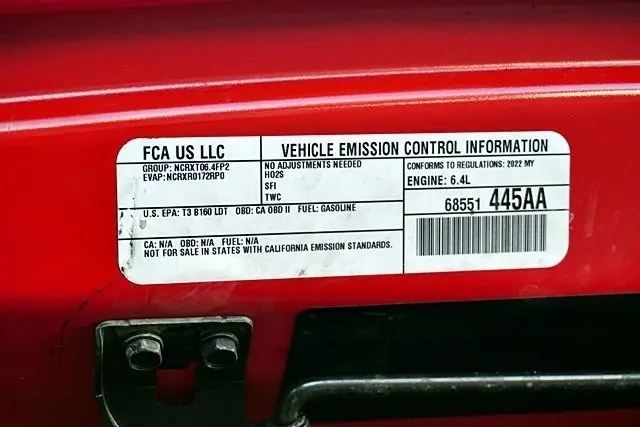 FCA US LLC
GROUP: NCRXT06.4FP2
EVAP: NCRXR0172RP0
VEHICLE EMISSION CONTROL INFORMATION
NO ADJUSTMENTS NEEDED
HO2S
SFI
TWC
CONFORMS TO REGULATIONS: 2022 MY
ENGINE: 6.4L
U.S. EPA: T3 B160 LDT OBD: CA OBD II FUEL: GASOLINE
68551 445AA
CA: N/A OBD: N/A FUEL: N/A
NOT FOR SALE IN STATES WITH CALIFORNIA EMISSION STANDARDS.